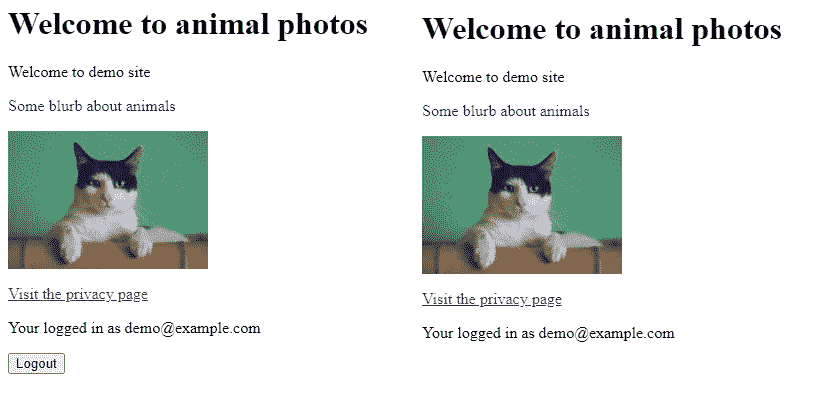 Welcome to animal photos
Welcome to demo site
Some blurb about animals
Visit the privacy page
Your logged in as demo@example.com
Logout
Welcome to animal photos
Welcome to demo site
Some blurb about animals
Visit the privacy page
Your logged in as demo@example.com